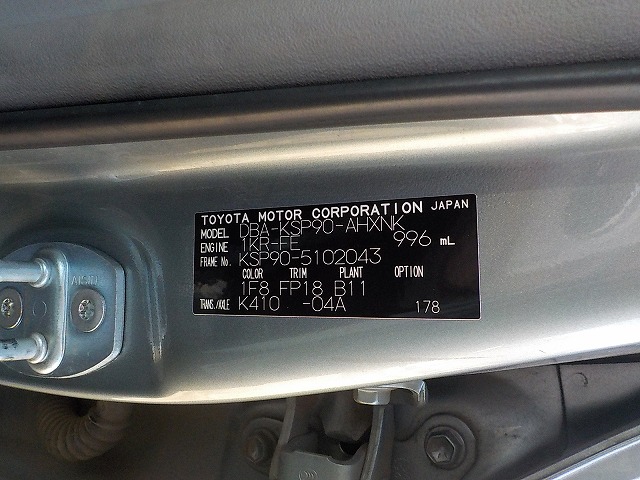 TOYOTA MOTOR CORPORATION JAPAN
MODEL DBA-KSP90-AHXNK
ENGINE 1KR-FE 996 mL
FRAME No. KSP90-5102043
COLOR TRIM PLANT OPTION
1F8 FP18 B11
TRANS./AXLE K410 -04A 178
AISIN